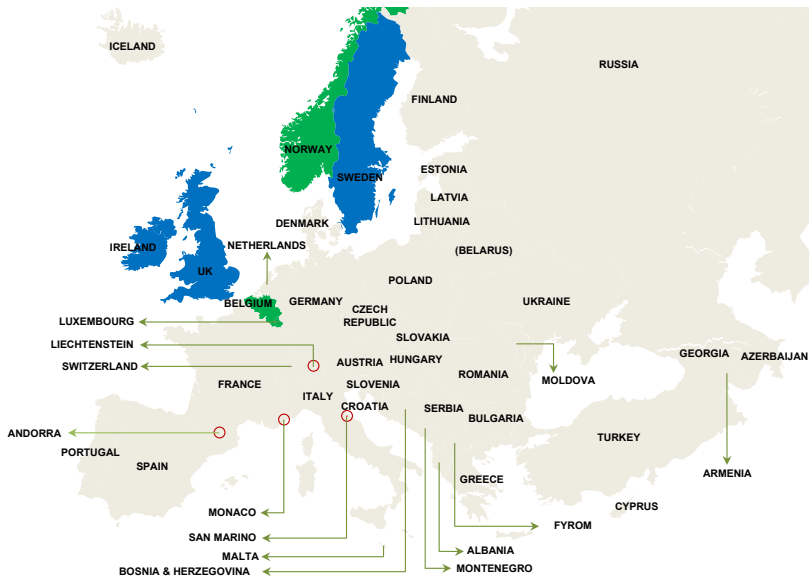 ICELAND
RUSSIA
FINLAND
NORWAY
SWEDEN
ESTONIA
LATVIA
LITHUANIA
DENMARK
IRELAND
NETHERLANDS
(BELARUS)
UK
POLAND
BELGIUM
GERMANY
UKRAINE
CZECH
REPUBLIC
LUXEMBOURG
SLOVAKIA
LIECHTENSTEIN
SWITZERLAND
AUSTRIA
HUNGARY
GEORGIA
AZERBAIJAN
ROMANIA
MOLDOVA
FRANCE
SLOVENIA
ITALY
CROATIA
SERBIA
BULGARIA
ANDORRA
TURKEY
PORTUGAL
SPAIN
ARMENIA
GREECE
CYPRUS
MONACO
FYROM
SAN MARINO
ALBANIA
MALTA
MONTENEGRO
BOSNIA & HERZEGOVINA